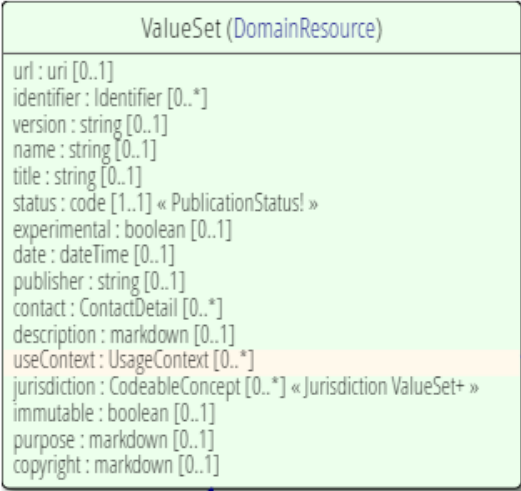 ValueSet (DomainResource)
url : uri [0..1]
identifier : Identifier [0..*]
version : string [0..1]
name : string [0..1]
title : string [0..1]
status : code [1..1] « PublicationStatus! »
experimental : boolean [0..1]
date : dateTime [0..1]
publisher : string [0..1]
contact : ContactDetail [0..*]
description : markdown [0..1]
useContext : UsageContext [0..*]
jurisdiction : CodeableConcept [0..*] « Jurisdiction ValueSet+ »
immutable : boolean [0..1]
purpose : markdown [0..1]
copyright : markdown [0..1]